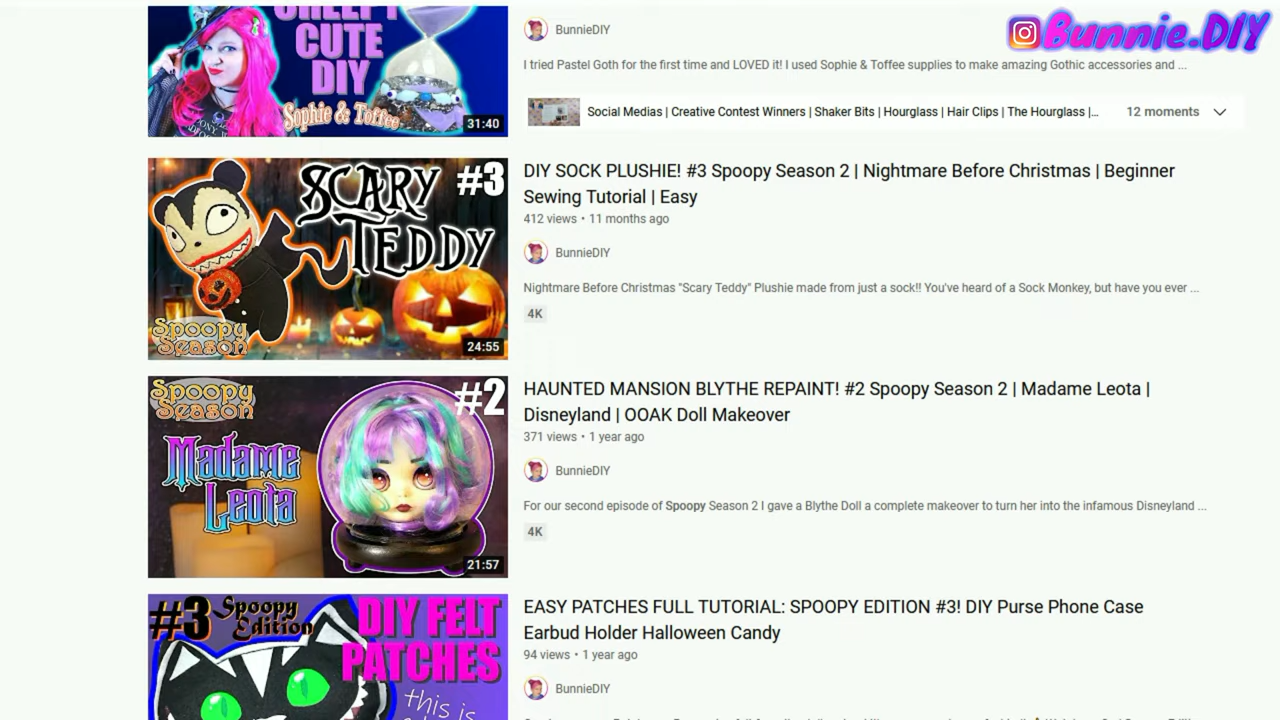 Bunnie.DIY
CREEPY
CUTE
DIY
Sophie & Toffee
31:40
BunnieDIY
I tried Pastel Goth for the first time and LOVED it! I used Sophie & Toffee supplies to make amazing Gothic accessories and ...
Social Medias | Creative Contest Winners | Shaker Bits | Hourglass | Hair Clips | The Hourglass |...
12 moments
#3
SCARY
TEDDY
Spoopy
Season
24:55
DIY SOCK PLUSHIE! #3 Spoopy Season 2 | Nightmare Before Christmas | Beginner
Sewing Tutorial | Easy
412 views • 11 months ago
BunnieDIY
Nightmare Before Christmas "Scary Teddy" Plushie made from just a sock!! You've heard of a Sock Monkey, but have you ever ...
4K
Spoopy
Season
#2
Madame
Leota
21:57
HAUNTED MANSION BLYTHE REPAINT! #2 Spoopy Season 2 | Madame Leota |
Disneyland | OOAK Doll Makeover
371 views • 1 year ago
BunnieDIY
For our second episode of Spoopy Season 2 I gave a Blythe Doll a complete makeover to turn her into the infamous Disneyland ...
4K
#3 Spoopy
Edition
DIY FELT
PATCHES
this is
EASY PATCHES FULL TUTORIAL: SPOOPY EDITION #3! DIY Purse Phone Case
Earbud Holder Halloween Candy
94 views • 1 year ago
BunnieDIY